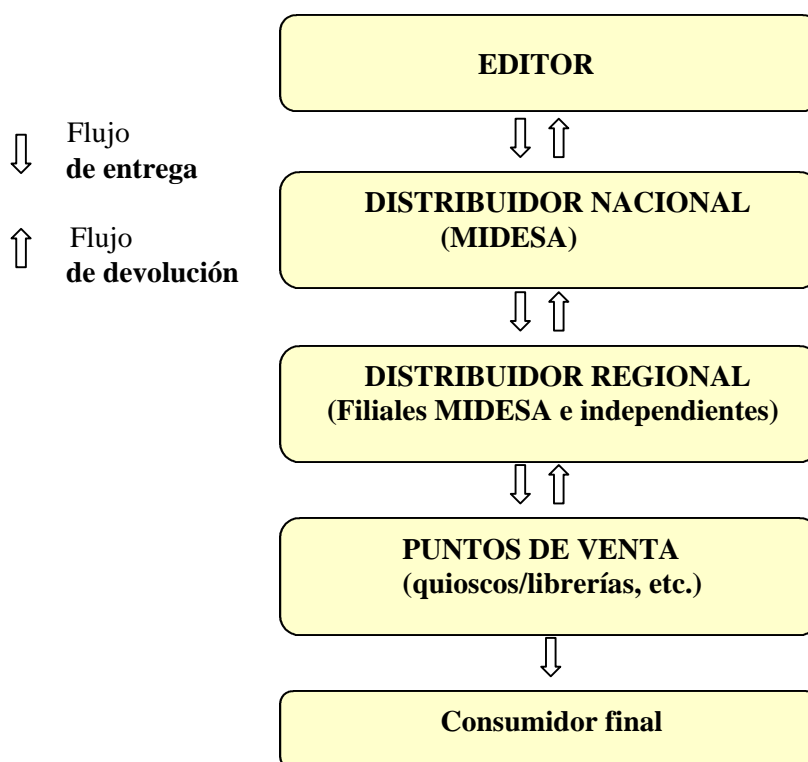 EDITOR
Flujo
de entrega
Flujo
de devolución
DISTRIBUIDOR NACIONAL
(MIDESA)
DISTRIBUIDOR REGIONAL
(Filiales MIDESA e independientes)
PUNTOS DE VENTA
(quioscos/librerías, etc.)
Consumidor final